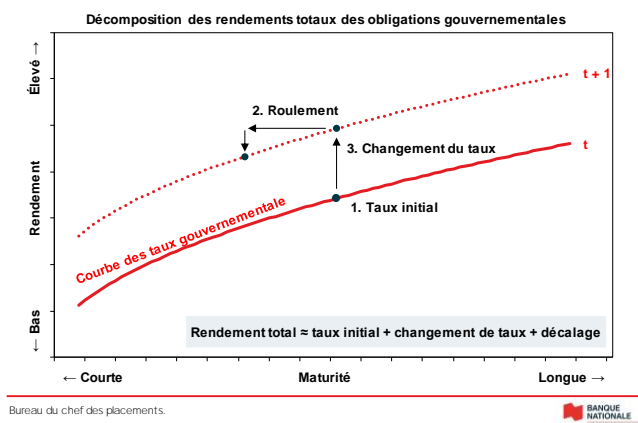 Décomposition des rendements totaux des obligations gouvernementales
Élevé →
Rendement
← Bas
t + 1
2. Roulement
3. Changement du taux
t
1. Taux initial
Courbe des taux gouvernementale
Rendement total ≈ taux initial + changement de taux + décalage
← Courte
Maturité
Longue →
Bureau du chef des placements.
BANQUE
NATIONALE